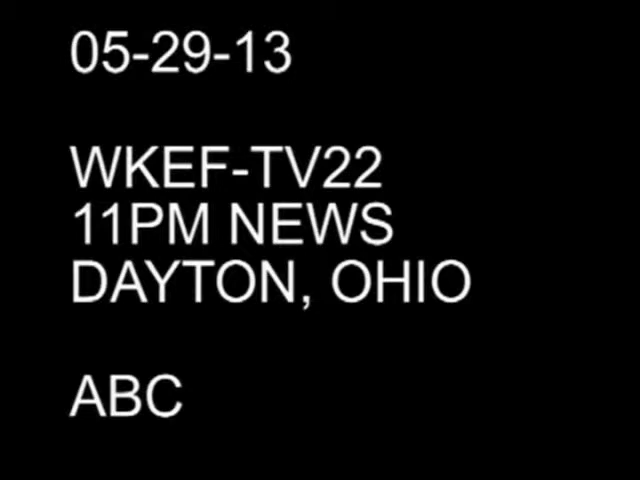 05-29-13
WKEF-TV22
11PM NEWS
DAYTON, OHIO
ABC